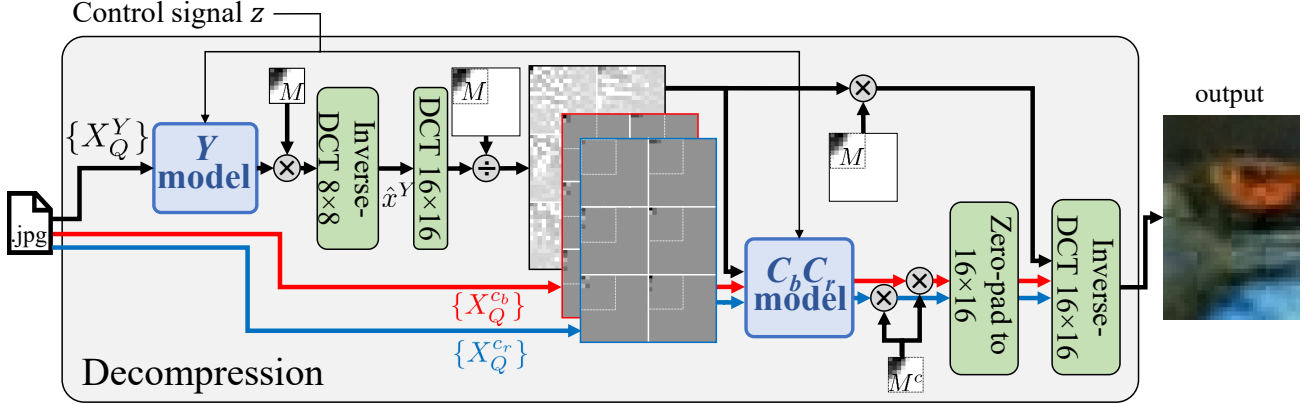 Control signal z
M
M
{X_Q^Y}
Y
model
×
Inverse-
DCT 8×8
x̂^Y
DCT 16×16
÷
×
M
output
.jpg
{X_Q^{c_b}}
{X_Q^{c_r}}
C_bC_r
model
×
×
M^c
Zero-pad to
16×16
Inverse-
DCT 16×16
Decompression